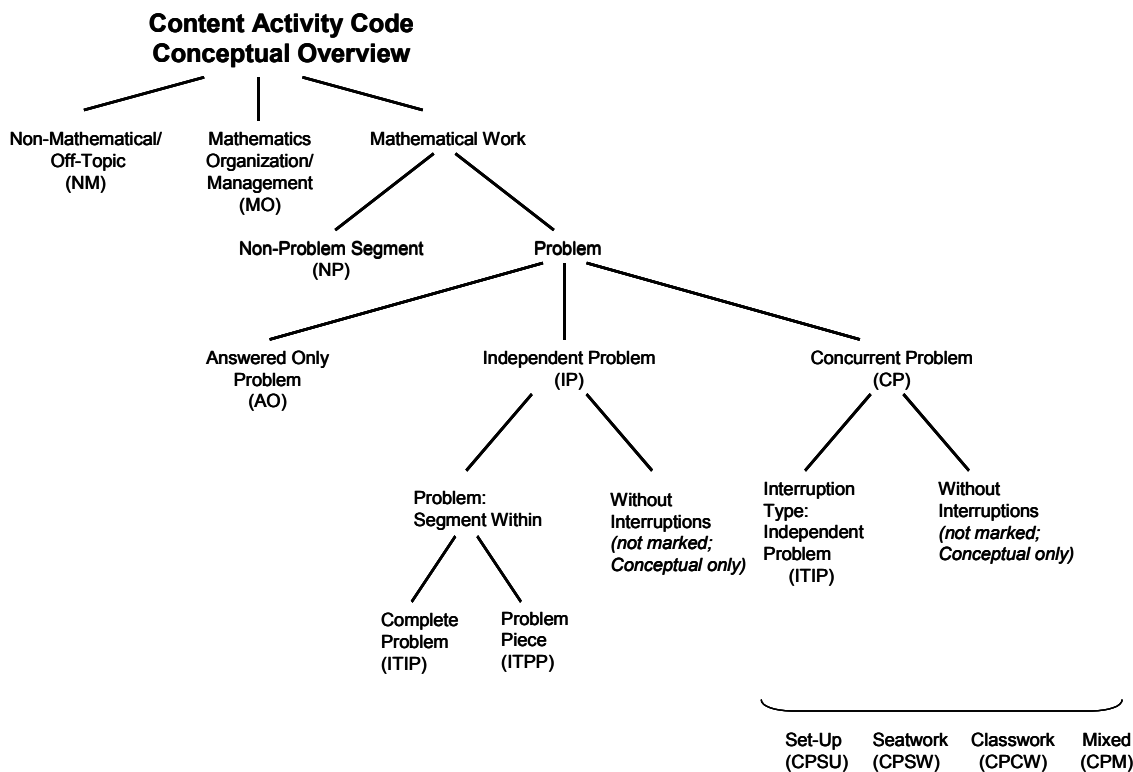 Content Activity Code
Conceptual Overview
Non-Mathematical/
Off-Topic
(NM)
Mathematics
Organization/
Management
(MO)
Mathematical Work
Non-Problem Segment
(NP)
Problem
Answered Only
Problem
(AO)
Independent Problem
(IP)
Concurrent Problem
(CP)
Problem:
Segment Within
Without
Interruptions
(not marked;
Conceptual only)
Interruption
Type:
Independent
Problem
(ITIP)
Without
Interruptions
(not marked;
Conceptual only)
Complete
Problem
(ITIP)
Problem
Piece
(ITPP)
Set-Up
(CPSU)
Seatwork
(CPSW)
Classwork
(CPCW)
Mixed
(CPM)